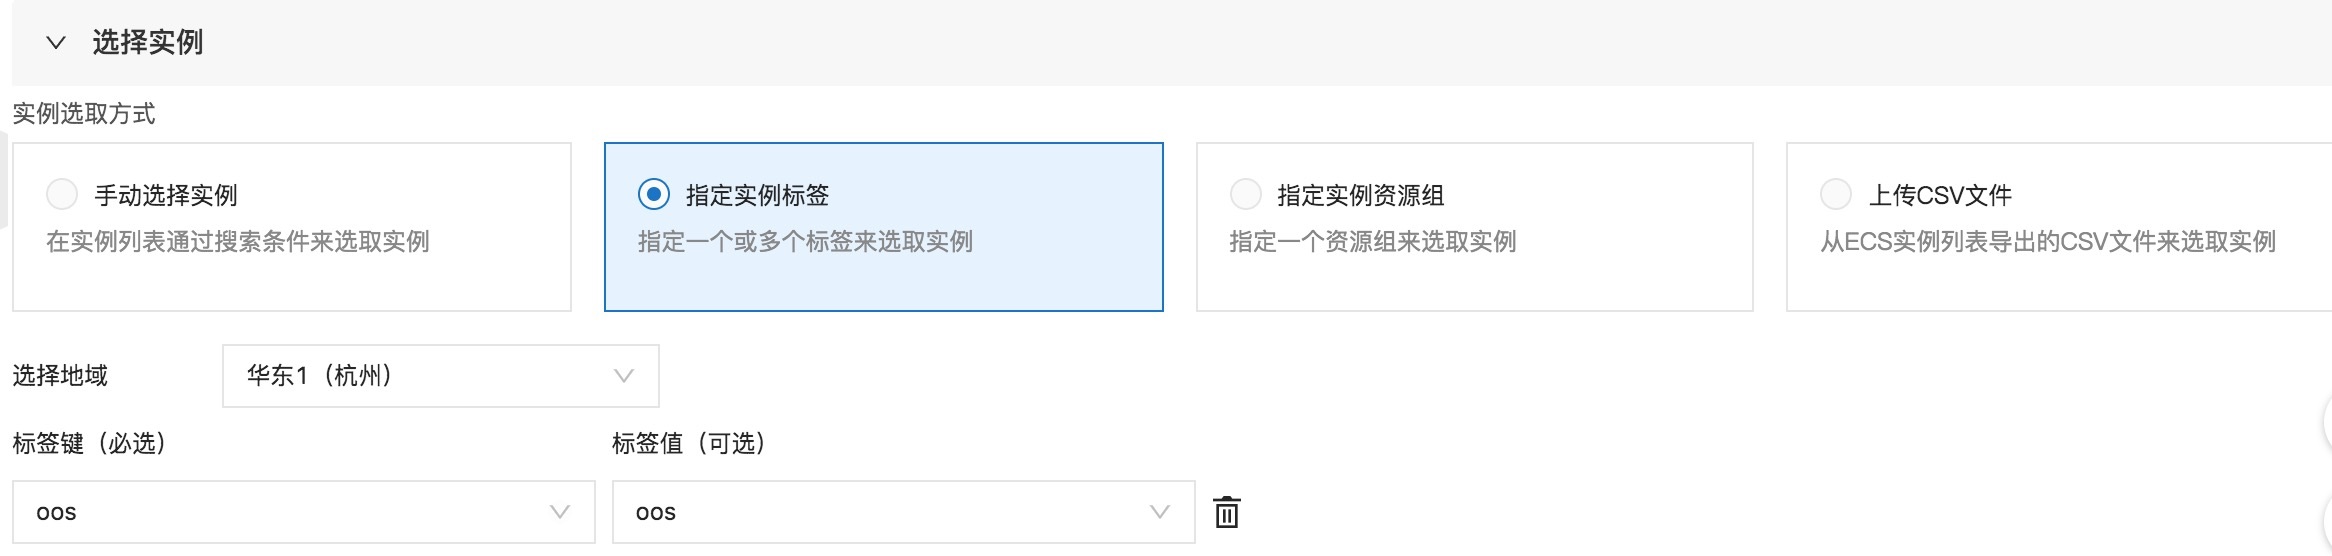 选择实例
实例选取方式
手动选择实例
在实例列表通过搜索条件来选取实例
指定实例标签
指定一个或多个标签来选取实例
指定实例资源组
指定一个资源组来选取实例
上传CSV文件
从ECS实例列表导出的CSV文件来选取实例
选择地域
华东1（杭州）
标签键（必选）
标签值（可选）
oos
oos